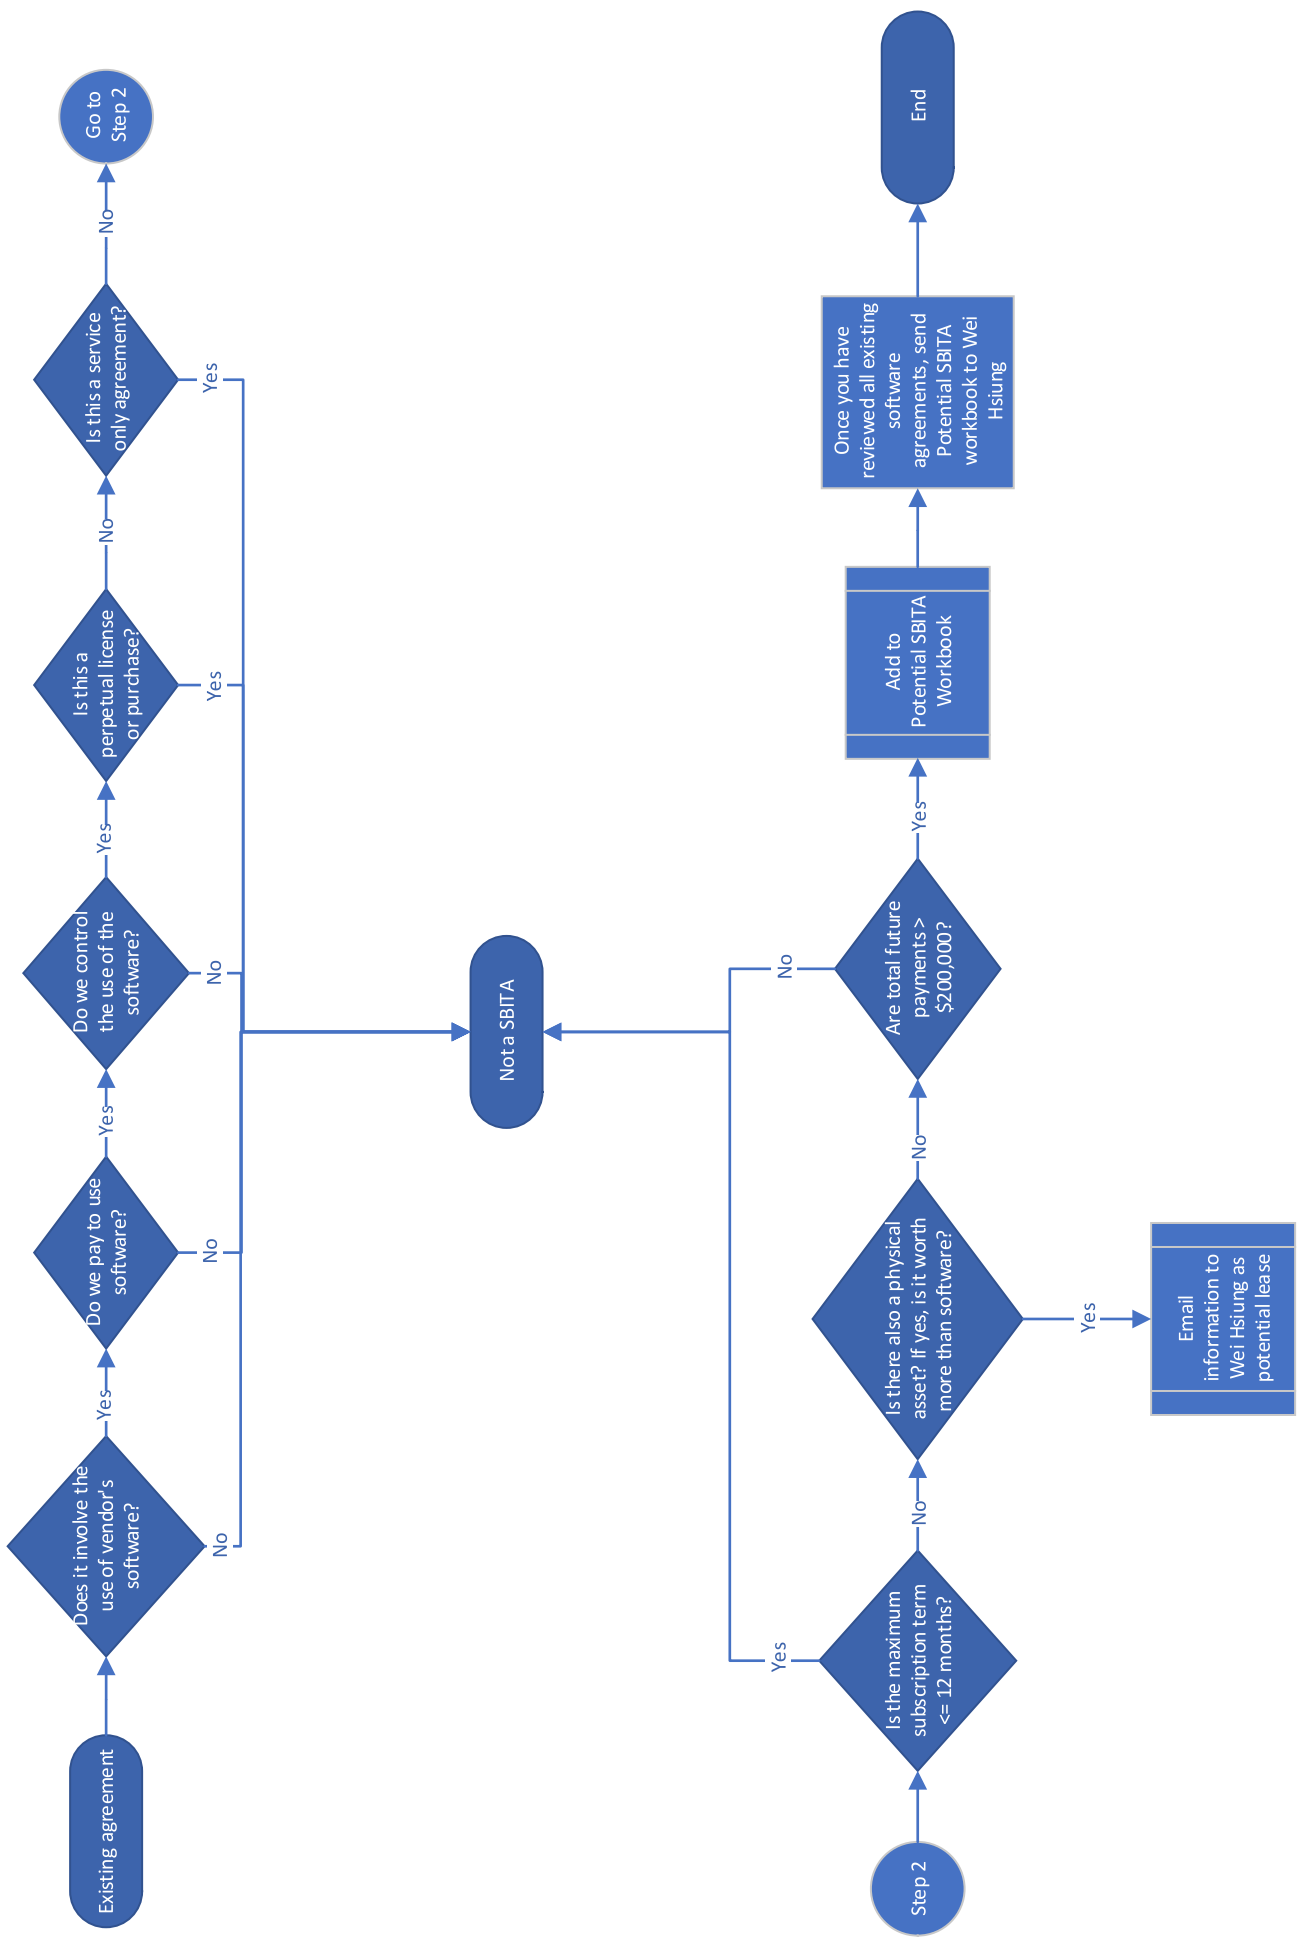 Existing agreement
Does it involve the
use of vendor's
software?
Yes
No
Do we pay to use
software?
Yes
No
Do we control
the use of the
software?
Yes
No
Is this a
perpetual license
or purchase?
No
Yes
Is this a service
only agreement?
No
Yes
Go to
Step 2
Not a SBITA
Step 2
Is the maximum
subscription term
<= 12 months?
Yes
No
Is there also a physical
asset? If yes, is it worth
more than software?
No
Yes
Email
information to
Wei Hsiung as
potential lease
Are total future
payments >
$200,000?
No
Yes
Add to
Potential SBITA
Workbook
Once you have
reviewed all existing
software
agreements, send
Potential SBITA
workbook to Wei
Hsiung
End